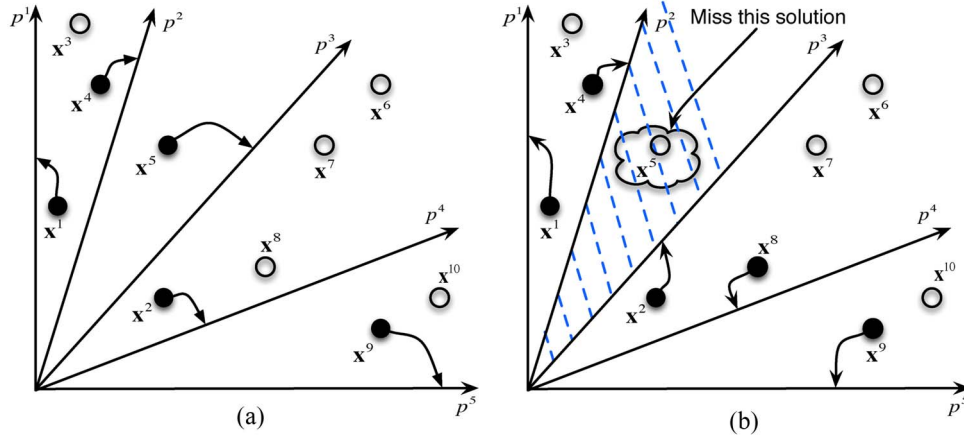 p¹
p²
x³
p³
x⁴
x⁶
x⁵
x⁷
x¹
p⁴
x⁸
x¹⁰
x²
x⁹
p⁵
(a)
Miss this solution
p¹
p²
x³
p³
x⁴
x⁶
x⁵
x⁷
x¹
p⁴
x⁸
x¹⁰
x²
x⁹
p⁵
(b)